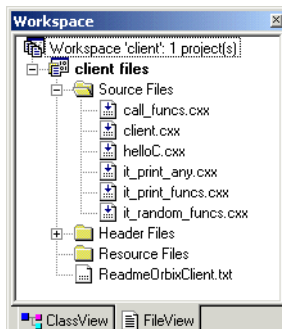 Workspace
Workspace 'client': 1 project(s)
client files
Source Files
call_funcs.cxx
client.cxx
helloC.cxx
it_print_any.cxx
it_print_funcs.cxx
it_random_funcs.cxx
Header Files
Resource Files
ReadmeOrbixClient.txt
ClassView FileView